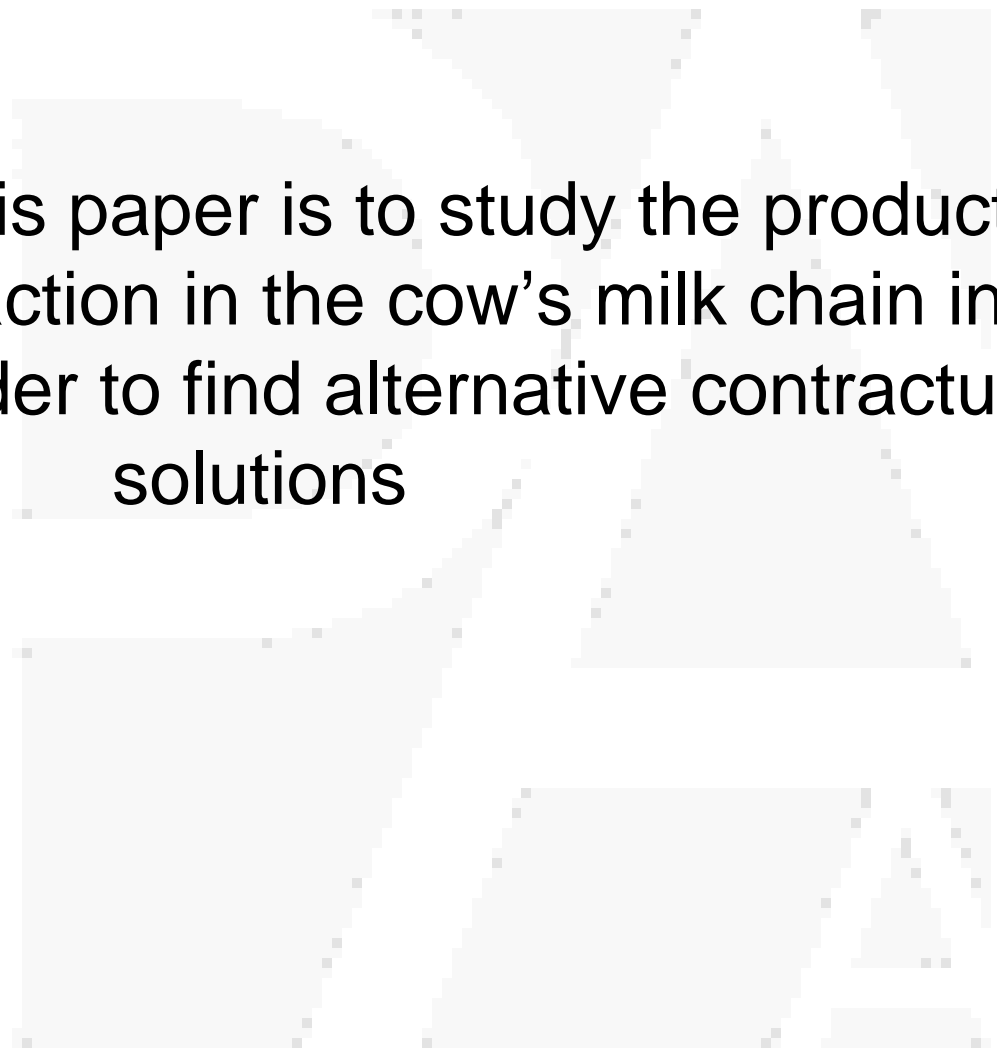 is paper is to study the product
ction in the cow’s milk chain in
der to find alternative contractu
solutions